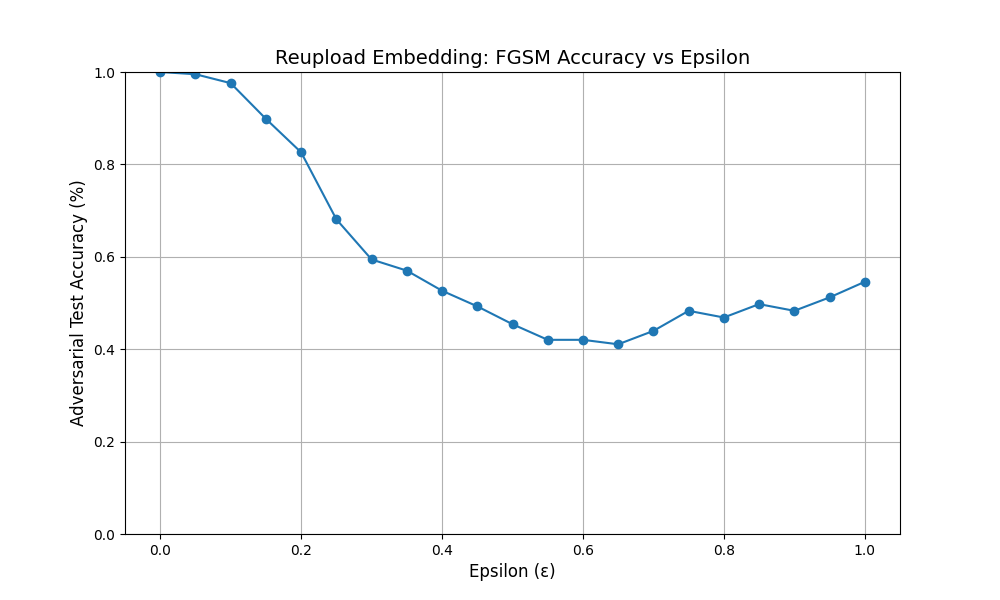 Reupload Embedding: FGSM Accuracy vs Epsilon
Adversarial Test Accuracy (%)
1.0
0.8
0.6
0.4
0.2
0.0
0.0 0.2 0.4 0.6 0.8 1.0
Epsilon (ε)